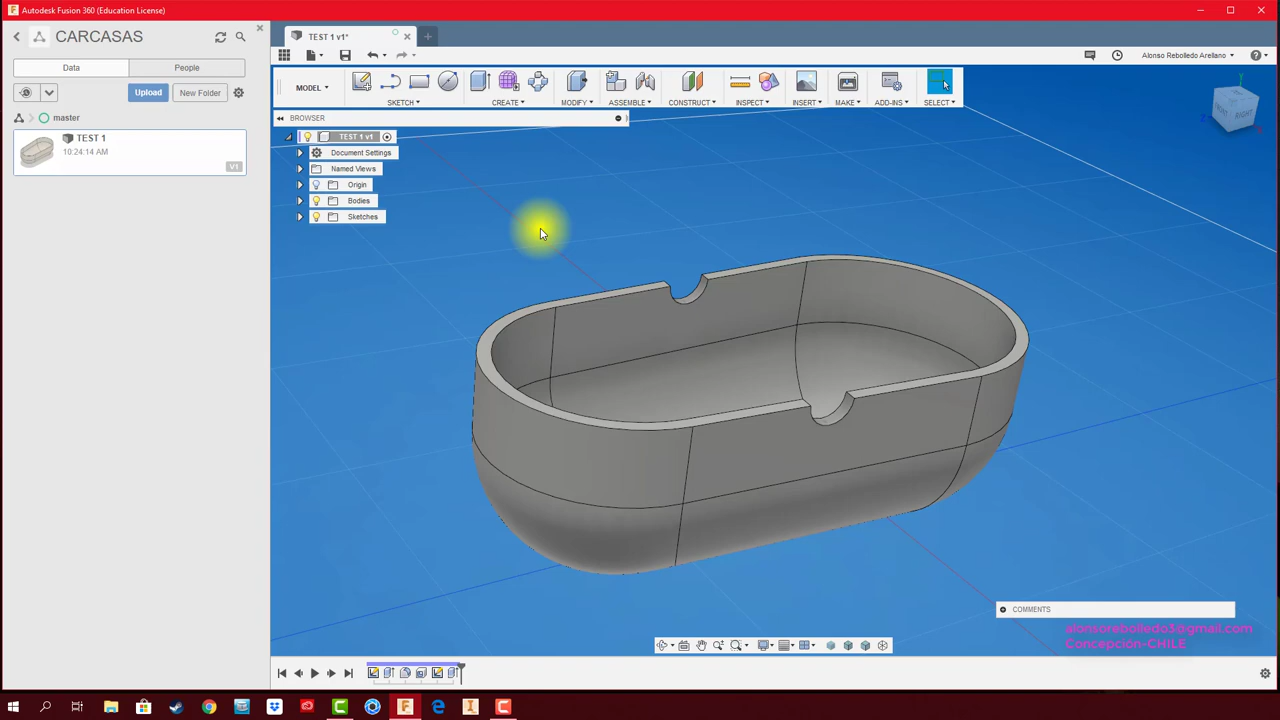 Autodesk Fusion 360 (Education License)
CARCASAS
Data
People
Upload
New Folder
master
TEST 1
10:24:14 AM
V1
TEST 1 v1*
Alonso Rebolledo Arellano
MODEL
SKETCH
CREATE
MODIFY
ASSEMBLE
CONSTRUCT
INSPECT
INSERT
MAKE
ADD-INS
SELECT
BROWSER
TEST 1 v1
Document Settings
Named Views
Origin
Bodies
Sketches
RIGHT
Y
Z
COMMENTS
alonsorebolledo3@gmail.com
Concepción-CHILE